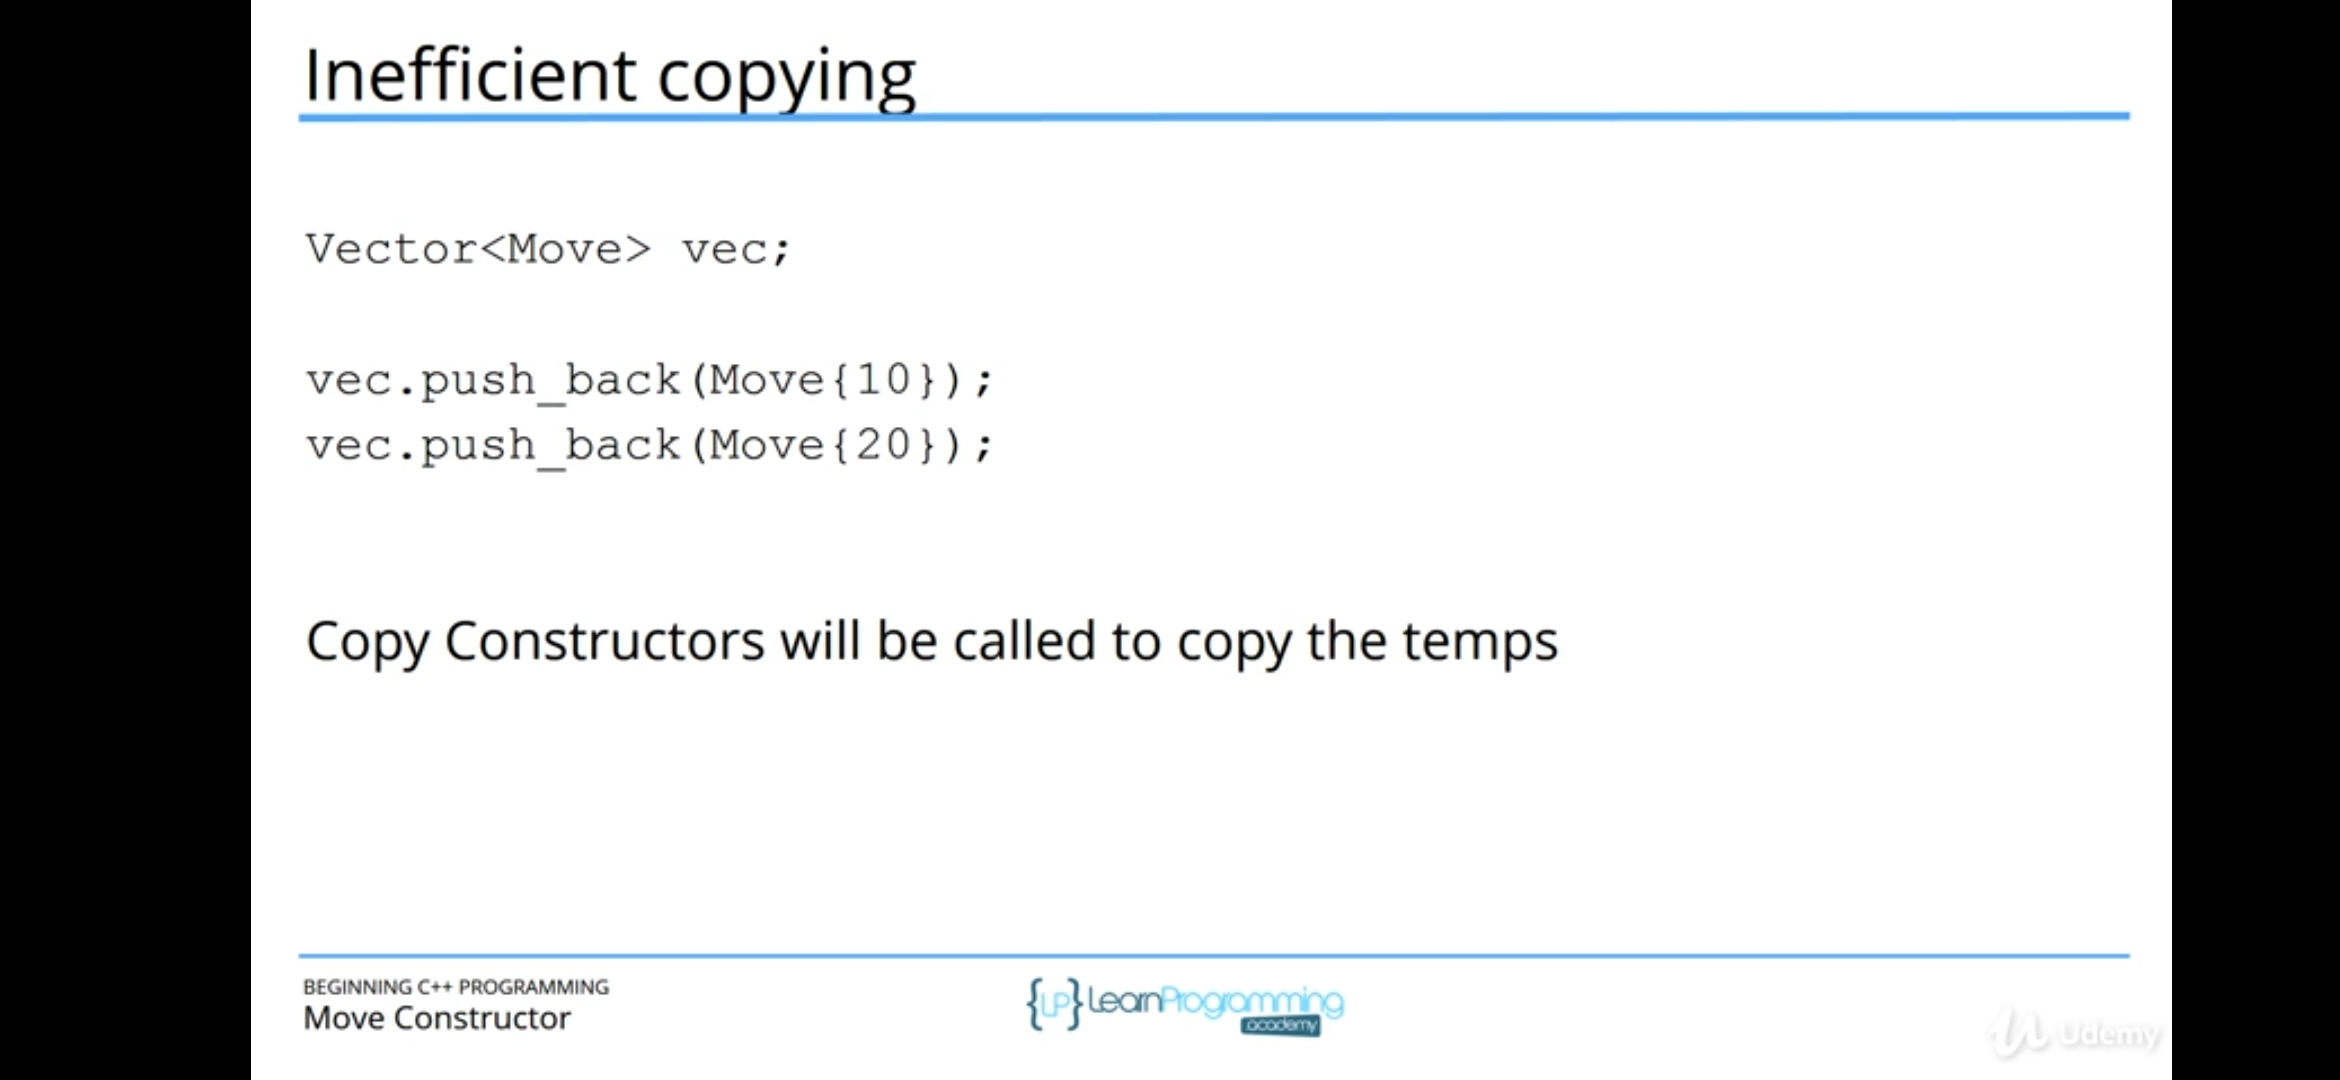 Inefficient copying
Vector<Move> vec;
vec.push_back(Move{10});
vec.push_back(Move{20});
Copy Constructors will be called to copy the temps
BEGINNING C++ PROGRAMMING
Move Constructor
{LP} LearnProgramming
academy
Udemy